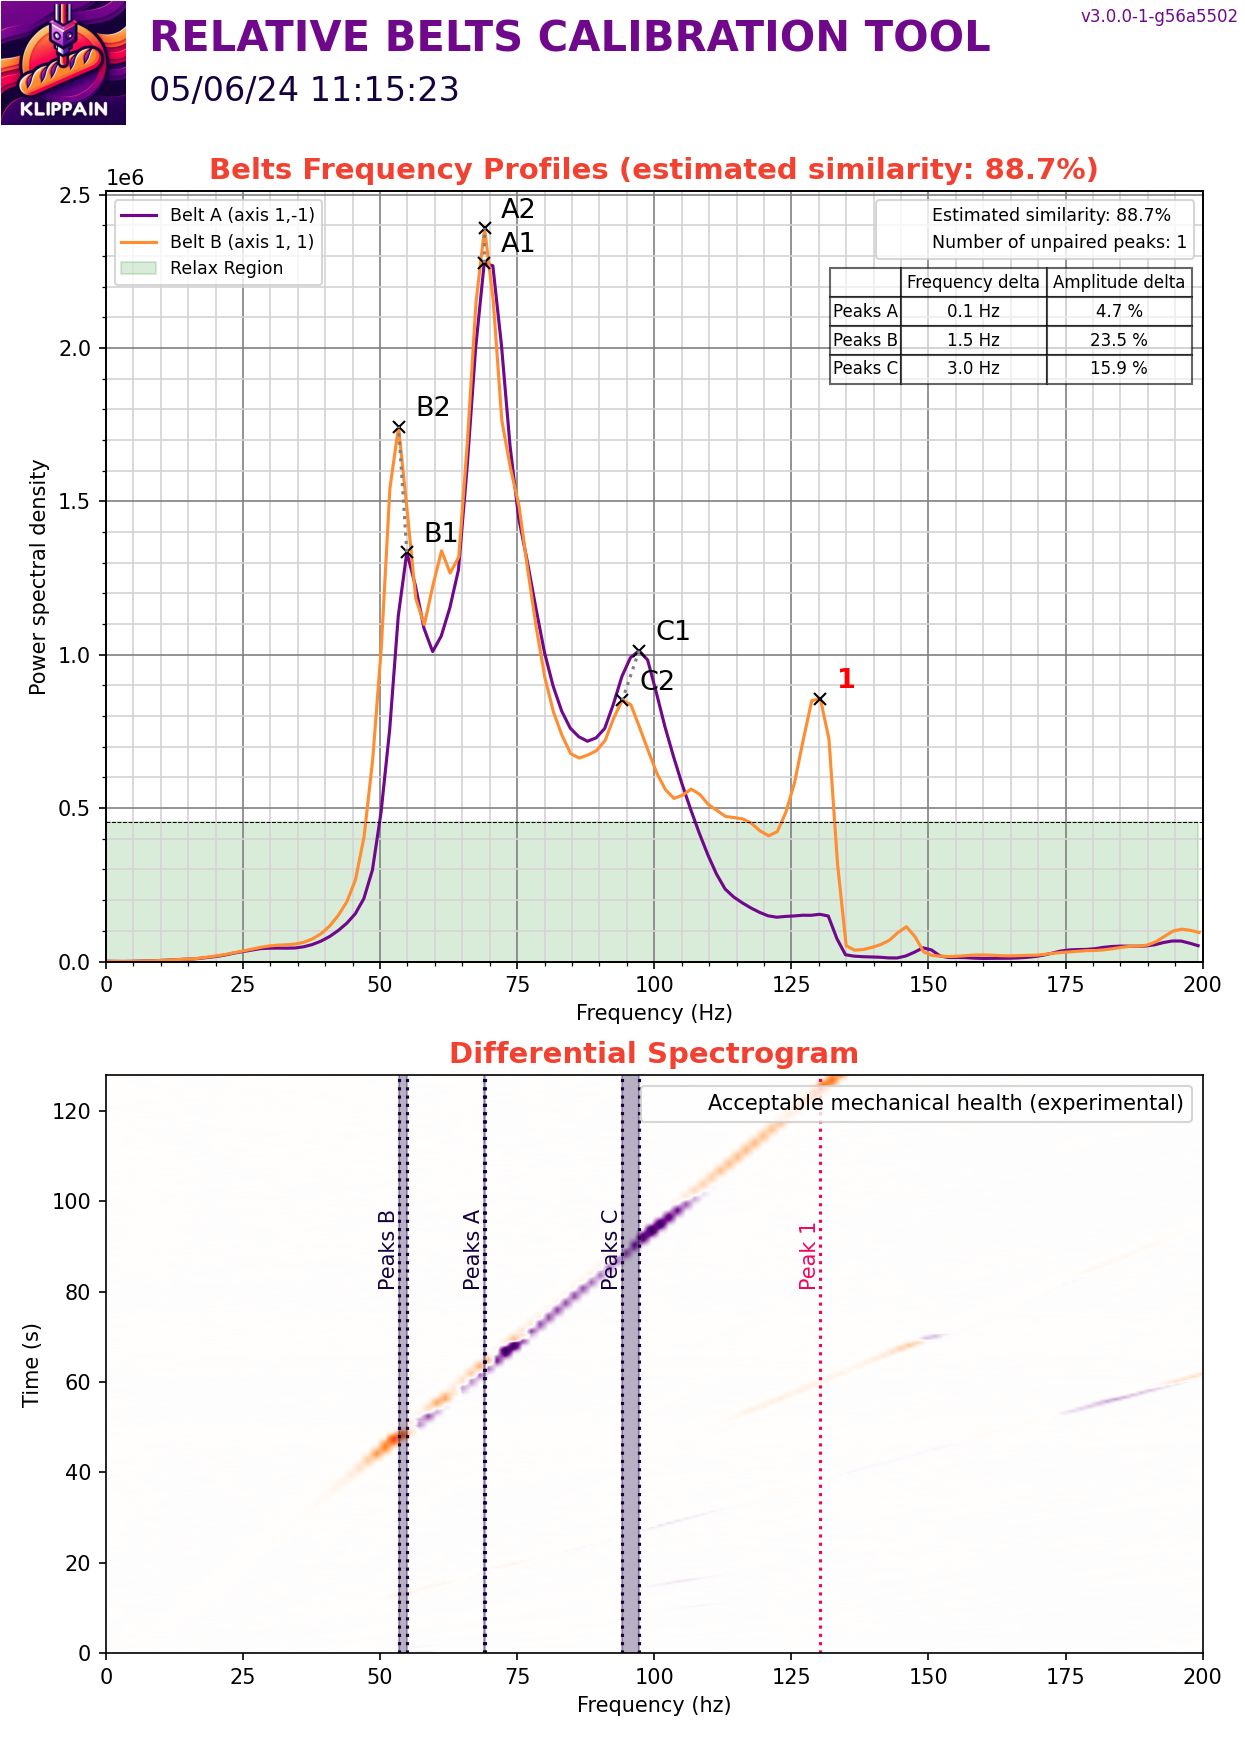 KLIPPAIN
RELATIVE BELTS CALIBRATION TOOL
05/06/24 11:15:23
v3.0.0-1-g56a5502
Belts Frequency Profiles (estimated similarity: 88.7%)
1e6
Belt A (axis 1,-1)
Belt B (axis 1, 1)
Relax Region
Estimated similarity: 88.7%
Number of unpaired peaks: 1
Frequency delta Amplitude delta
Peaks A 0.1 Hz 4.7 %
Peaks B 1.5 Hz 23.5 %
Peaks C 3.0 Hz 15.9 %
A2
A1
B2
B1
C1
C2
1
2.5
2.0
1.5
1.0
0.5
0.0
Power spectral density
0 25 50 75 100 125 150 175 200
Frequency (Hz)
Differential Spectrogram
Acceptable mechanical health (experimental)
Peaks B
Peaks A
Peaks C
Peak 1
120
100
80
60
40
20
0
Time (s)
0 25 50 75 100 125 150 175 200
Frequency (hz)